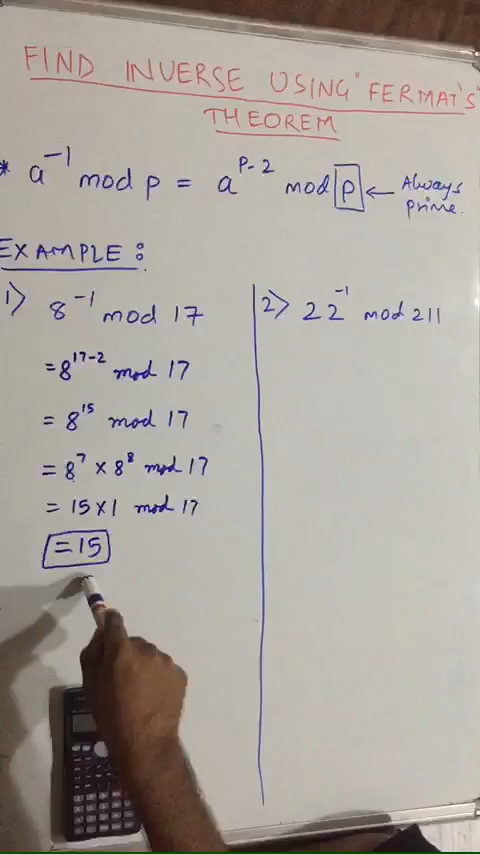 FIND INVERSE USING "FERMAT'S"
THEOREM
* a⁻¹ mod p = a^(P-2) mod p ← Always
prime.
EXAMPLE :
1> 8⁻¹ mod 17
= 8^(17-2) mod 17
= 8^15 mod 17
= 8^7 × 8^8 mod 17
= 15 × 1 mod 17
= 15
2> 22⁻¹ mod 211